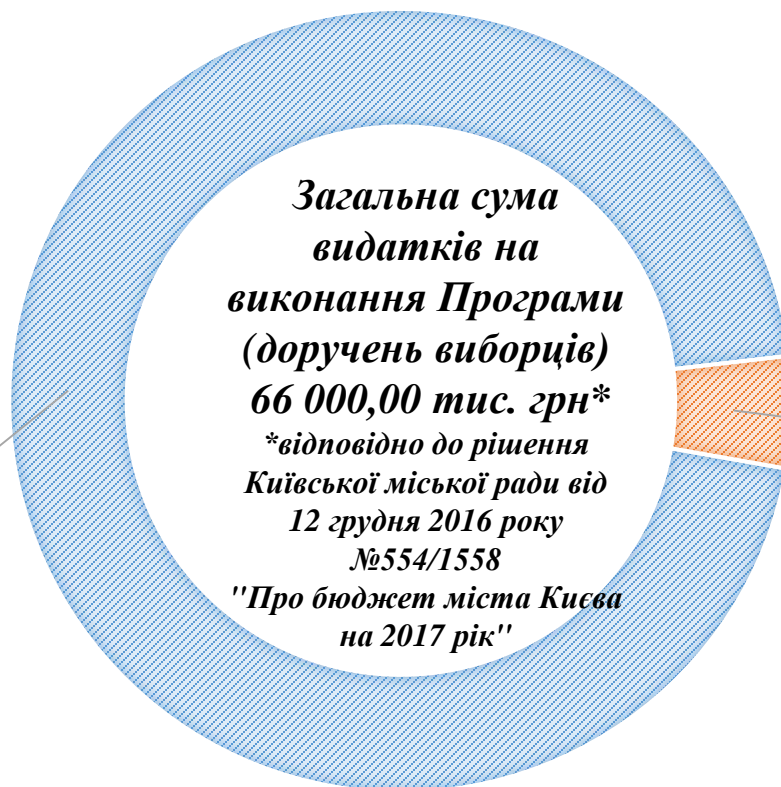 Загальна сума
видатків на
виконання Програми
(доручень виборців)
66 000,00 тис. грн*
*відповідно до рішення
Київської міської ради від
12 грудня 2016 року
№554/1558
"Про бюджет міста Києва
на 2017 рік"